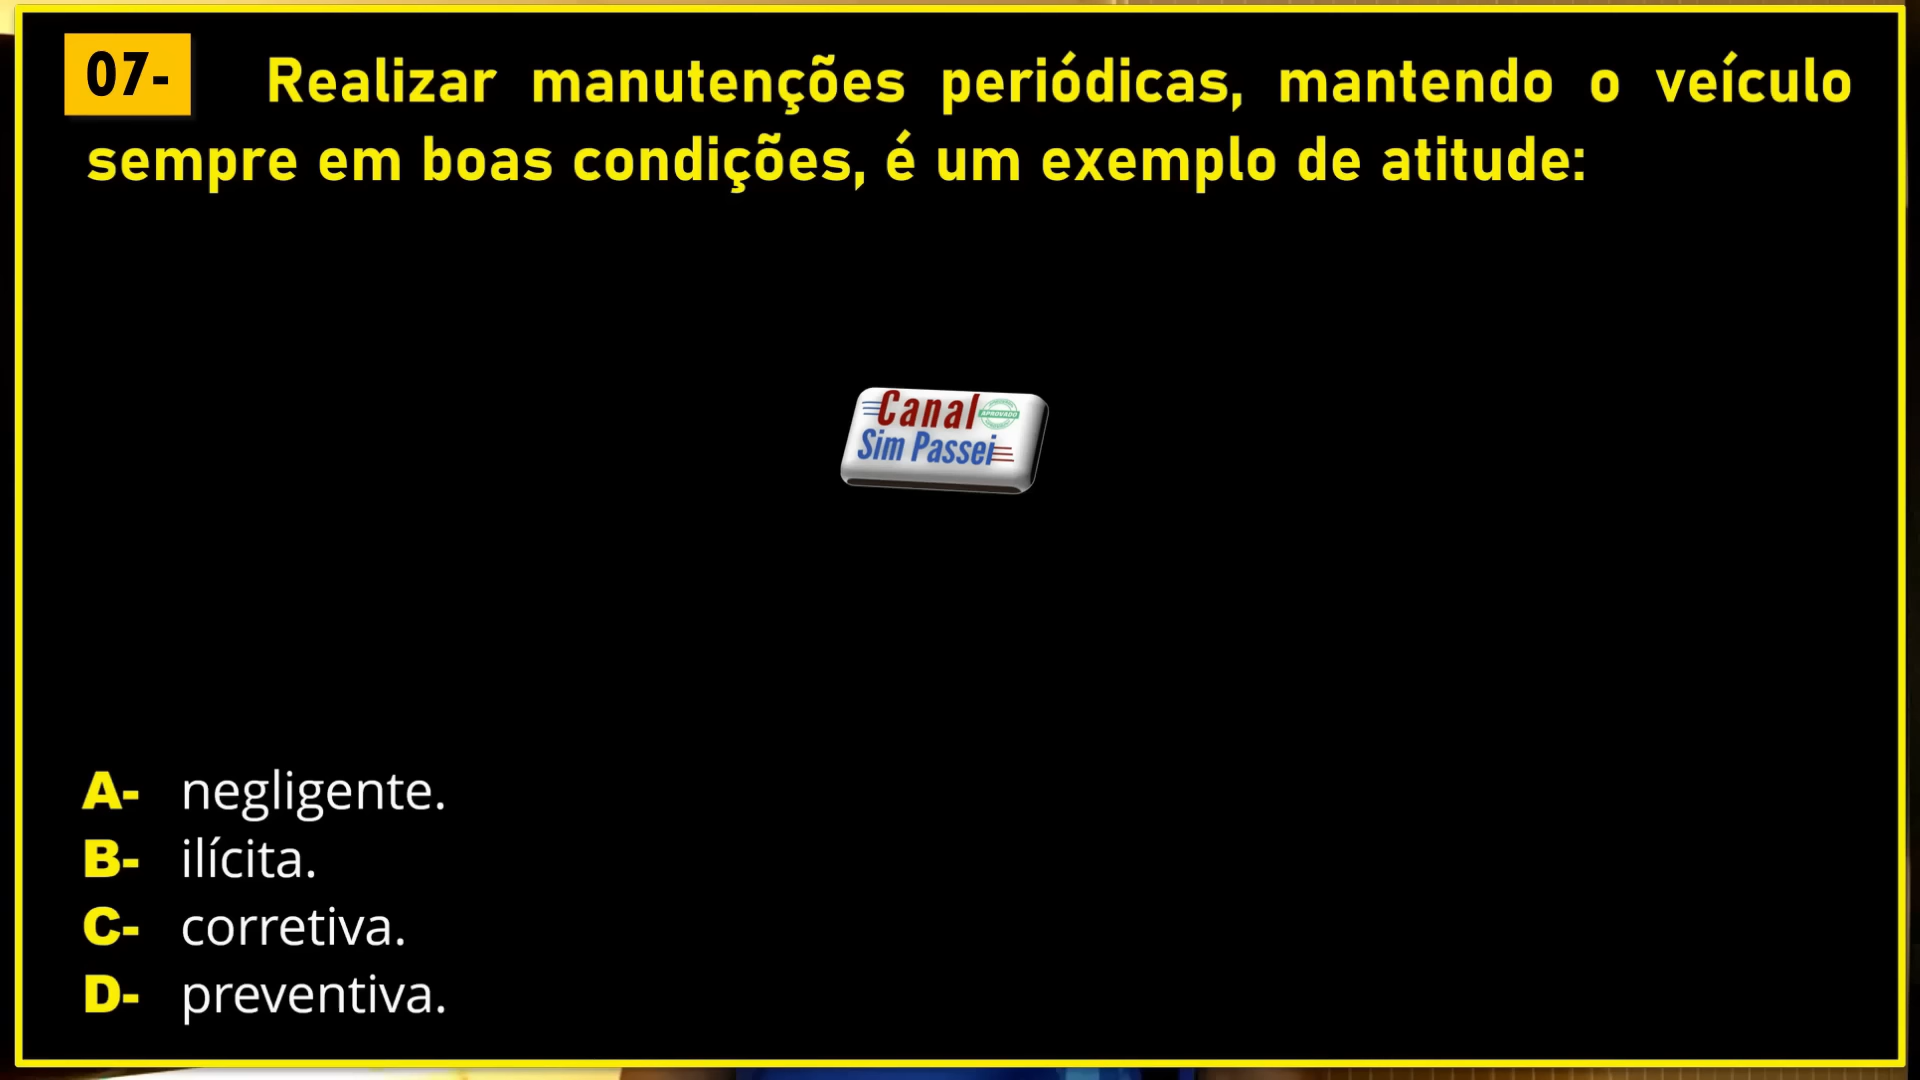 07- Realizar manutenções periódicas, mantendo o veículo
sempre em boas condições, é um exemplo de atitude:
Canal
APROVADO
Sim Passei
A- negligente.
B- ilícita.
C- corretiva.
D- preventiva.